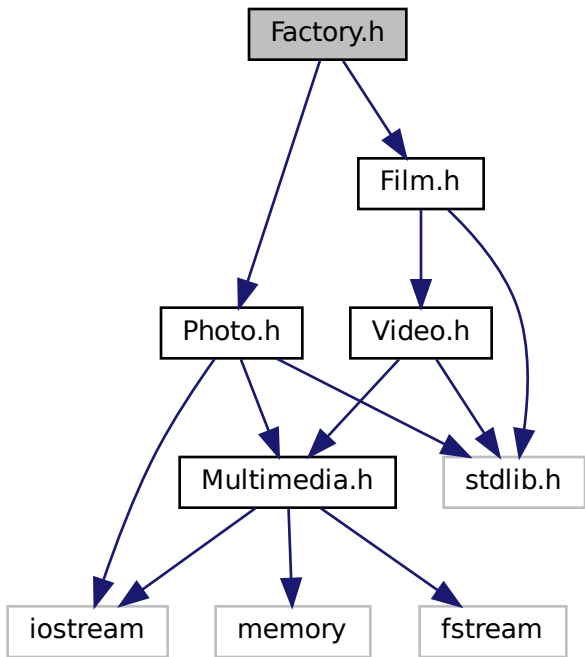 Factory.h
Film.h
Photo.h
Video.h
Multimedia.h
stdlib.h
iostream
memory
fstream